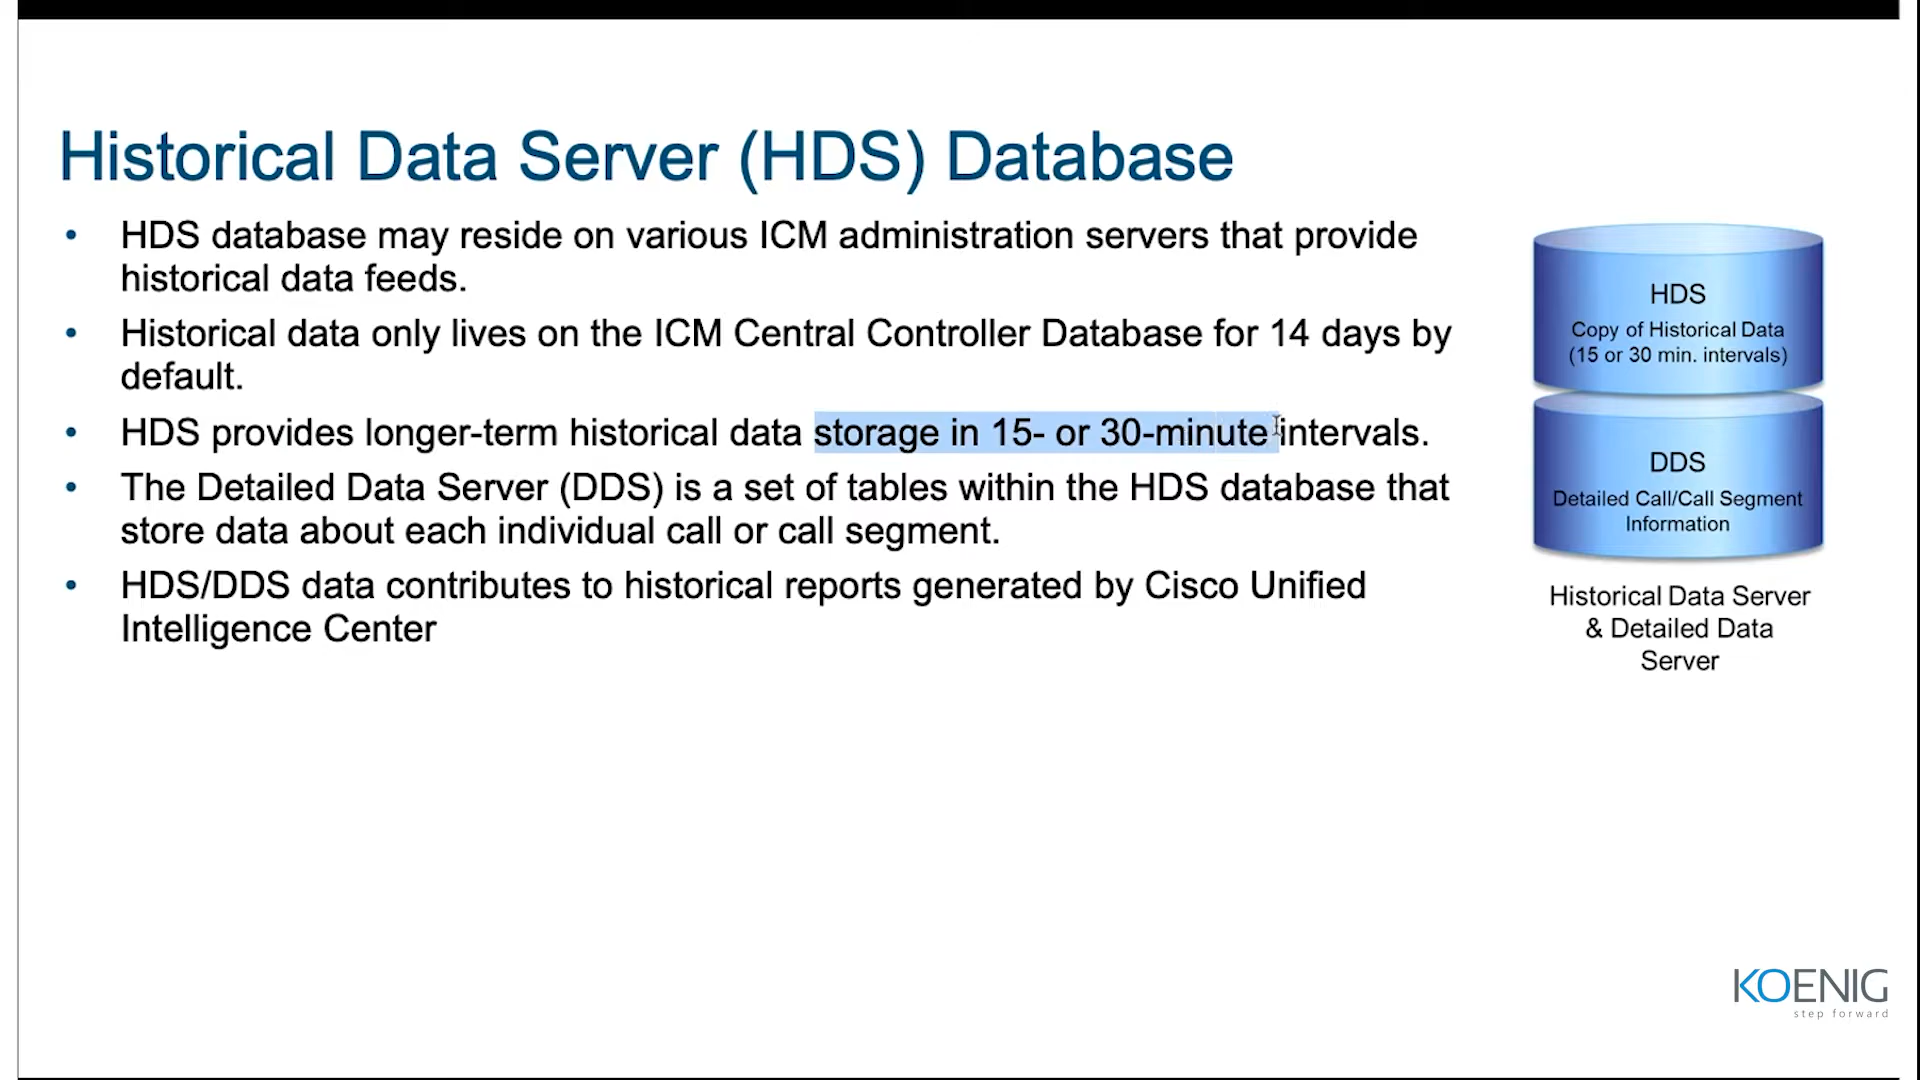 Historical Data Server (HDS) Database
• HDS database may reside on various ICM administration servers that provide
historical data feeds.
• Historical data only lives on the ICM Central Controller Database for 14 days by
default.
• HDS provides longer-term historical data storage in 15- or 30-minute intervals.
• The Detailed Data Server (DDS) is a set of tables within the HDS database that
store data about each individual call or call segment.
• HDS/DDS data contributes to historical reports generated by Cisco Unified
Intelligence Center
HDS
Copy of Historical Data
(15 or 30 min. intervals)
DDS
Detailed Call/Call Segment
Information
Historical Data Server
& Detailed Data
Server
KOENIG
step forward